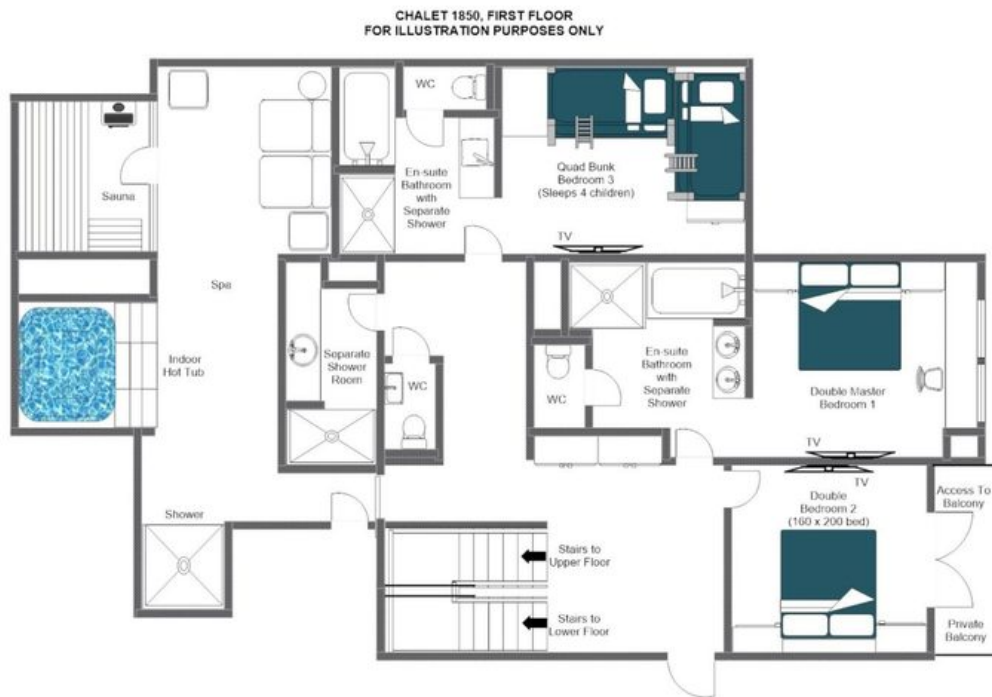 CHALET 1850, FIRST FLOOR
FOR ILLUSTRATION PURPOSES ONLY
WC
En-suite
Bathroom
with
Separate
Shower
Quad Bunk
Bedroom 3
(Sleeps 4 children)
TV
Sauna
Spa
Indoor
Hot Tub
Separate
Shower
Room
WC
WC
En-suite
Bathroom
with
Separate
Shower
Double Master
Bedroom 1
TV
TV
Double
Bedroom 2
(160 x 200 bed)
Access To
Balcony
Shower
Stairs to
Upper Floor
Stairs to
Lower Floor
Private
Balcony